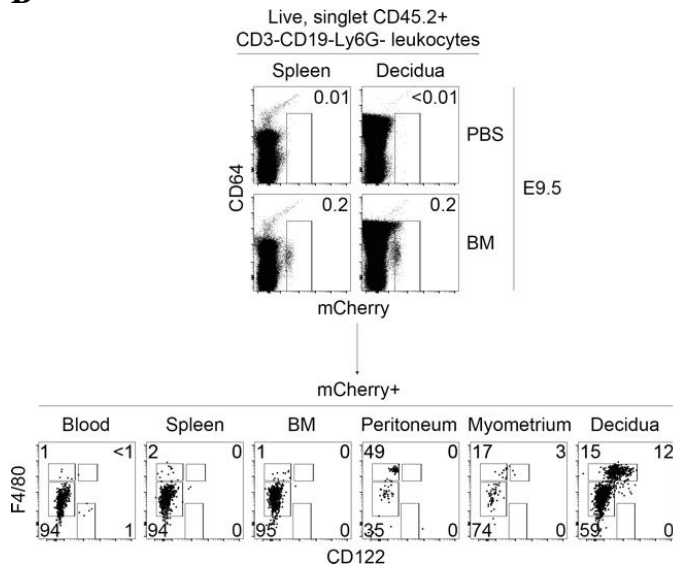 B
Live, singlet CD45.2+
CD3-CD19-Ly6G- leukocytes
Spleen Decidua
0.01 <0.01
PBS
CD64
E9.5
0.2 0.2
BM
mCherry
mCherry+
Blood Spleen BM Peritoneum Myometrium Decidua
1 <1 2 0 1 0 49 0 17 3 15 12
F4/80
94 1 94 0 95 0 35 0 74 0 59 0
CD122